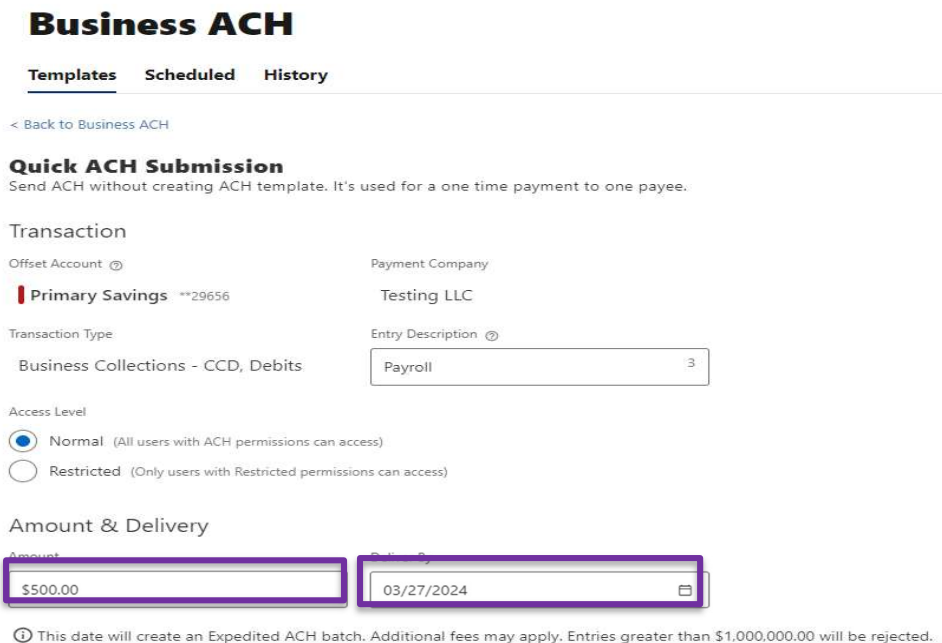 Business ACH
Templates Scheduled History
< Back to Business ACH
Quick ACH Submission
Send ACH without creating ACH template. It's used for a one time payment to one payee.
Transaction
Offset Account Payment Company
Primary Savings **29656 Testing LLC
Transaction Type Entry Description
Business Collections - CCD, Debits Payroll 3
Access Level
Normal (All users with ACH permissions can access)
Restricted (Only users with Restricted permissions can access)
Amount & Delivery
Amount Deliver By
$500.00 03/27/2024
This date will create an Expedited ACH batch. Additional fees may apply. Entries greater than $1,000,000.00 will be rejected.